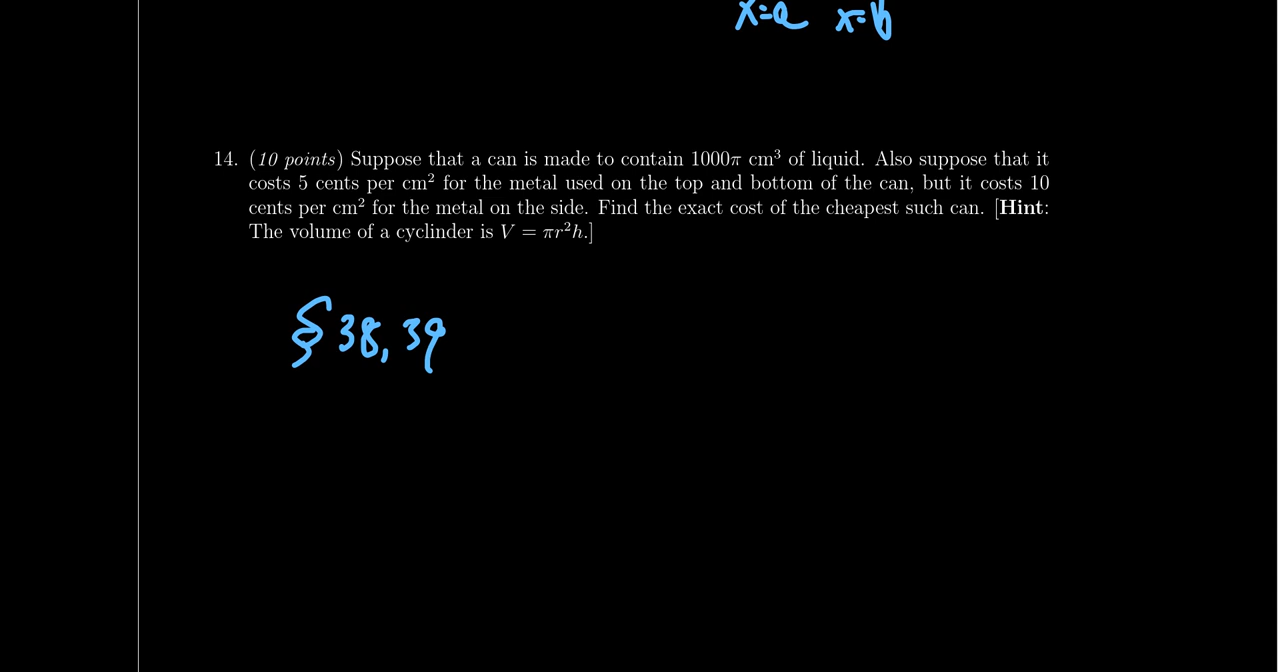 x=a x=b
14. (10 points) Suppose that a can is made to contain 1000π cm³ of liquid. Also suppose that it
costs 5 cents per cm² for the metal used on the top and bottom of the can, but it costs 10
cents per cm² for the metal on the side. Find the exact cost of the cheapest such can. [Hint:
The volume of a cyclinder is V = πr²h.]
§ 38, 39